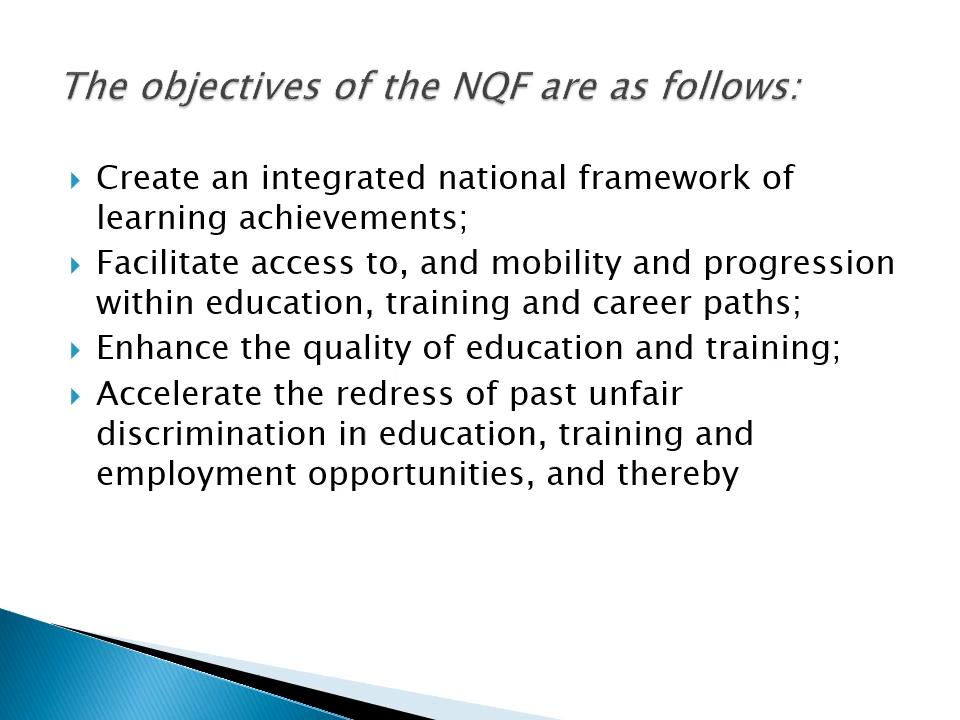 The objectives of the NQF are as follows:
Create an integrated national framework of
learning achievements;
Facilitate access to, and mobility and progression
within education, training and career paths;
Enhance the quality of education and training;
Accelerate the redress of past unfair
discrimination in education, training and
employment opportunities, and thereby